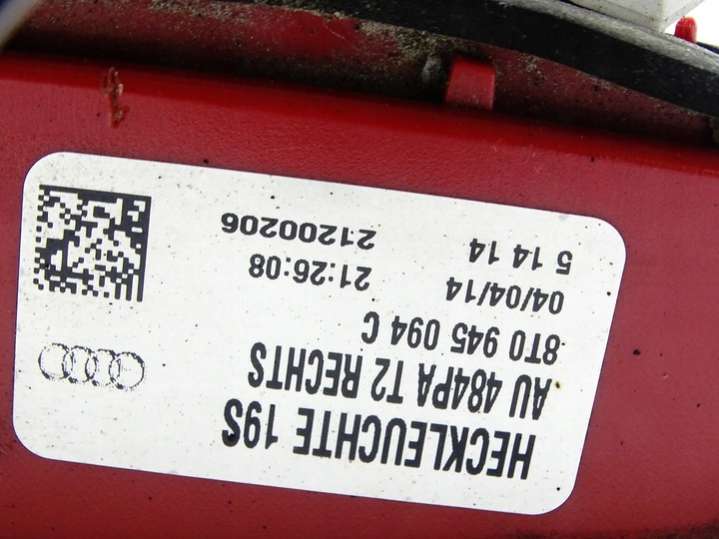 HECKLEUCHTE 19S
AU 484PA T2 RECHTS
8T0 945 094 C
04/04/14 21:26:08
5 14 14 21200206